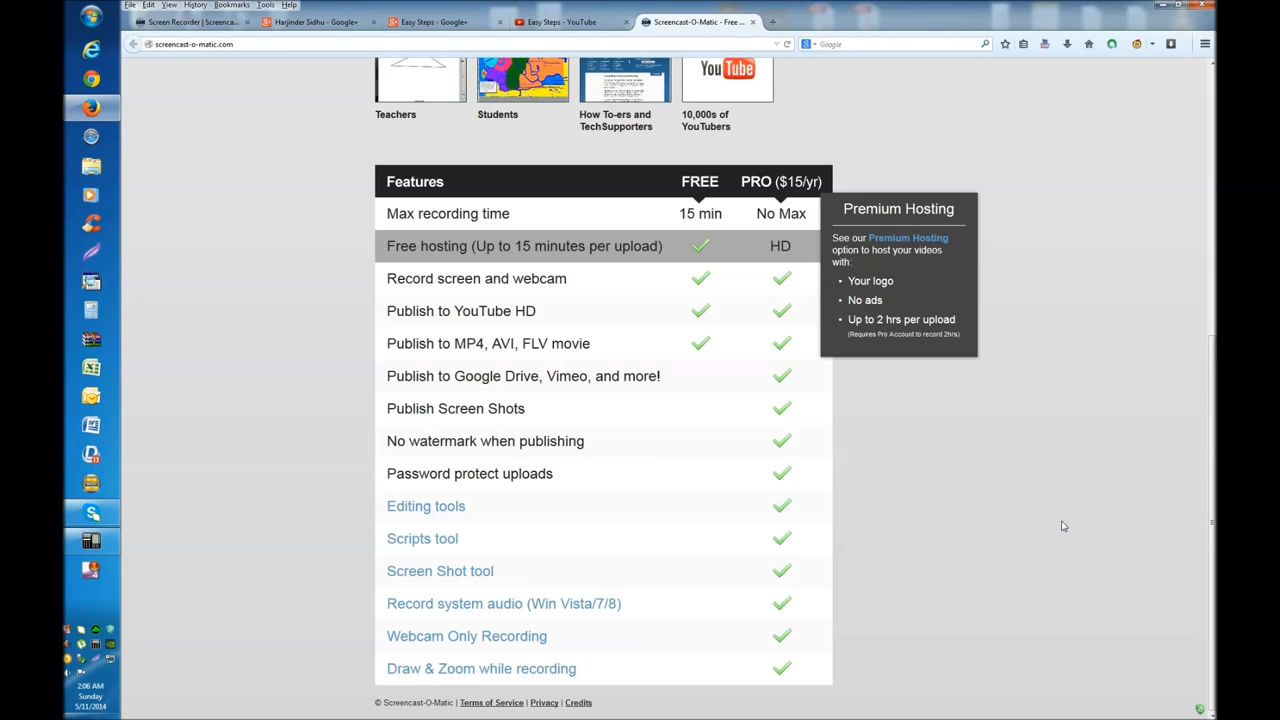 File Edit View History Bookmarks Tools Help
Screen Recorder | Screenca... Harjinder Sidhu - Google+ Easy Steps - Google+ Easy Steps - YouTube Screencast-O-Matic - Free ...
screencast-o-matic.com
Google
You Tube
Teachers Students How To-ers and TechSupporters 10,000s of YouTubers
Features FREE PRO ($15/yr)
Max recording time 15 min No Max
Free hosting (Up to 15 minutes per upload) HD
Record screen and webcam
Publish to YouTube HD
Publish to MP4, AVI, FLV movie
Publish to Google Drive, Vimeo, and more!
Publish Screen Shots
No watermark when publishing
Password protect uploads
Editing tools
Scripts tool
Screen Shot tool
Record system audio (Win Vista/7/8)
Webcam Only Recording
Draw & Zoom while recording
Premium Hosting
See our Premium Hosting
option to host your videos
with:
• Your logo
• No ads
• Up to 2 hrs per upload
(Requires Pro Account to record 2hrs)
© Screencast-O-Matic | Terms of Service | Privacy | Credits
2:06 AM
Sunday
5/11/2014